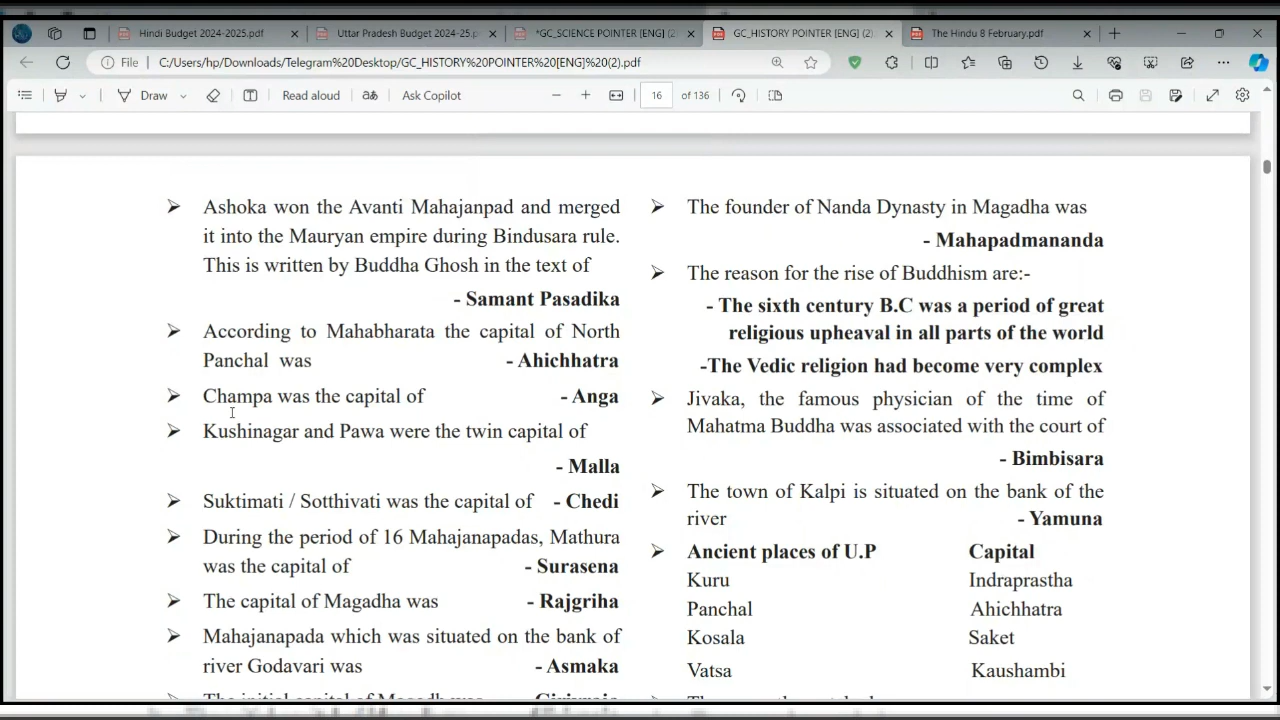 Hindi Budget 2024-2025.pdf
Uttar Pradesh Budget 2024-25.p
*GC_SCIENCE POINTER [ENG] (2)
GC_HISTORY POINTER [ENG] (2)
The Hindu 8 February.pdf
File
C:/Users/hp/Downloads/Telegram%20Desktop/GC_HISTORY%20POINTER%20[ENG]%20(2).pdf
Draw
Read aloud
Ask Copilot
16 of 136
➢ Ashoka won the Avanti Mahajanpad and merged
it into the Mauryan empire during Bindusara rule.
This is written by Buddha Ghosh in the text of
- Samant Pasadika
➢ According to Mahabharata the capital of North
Panchal was - Ahichhatra
➢ Champa was the capital of - Anga
➢ Kushinagar and Pawa were the twin capital of
- Malla
➢ Suktimati / Sotthivati was the capital of - Chedi
➢ During the period of 16 Mahajanapadas, Mathura
was the capital of - Surasena
➢ The capital of Magadha was - Rajgriha
➢ Mahajanapada which was situated on the bank of
river Godavari was - Asmaka
➢ The founder of Nanda Dynasty in Magadha was
- Mahapadmananda
➢ The reason for the rise of Buddhism are:-
- The sixth century B.C was a period of great
religious upheaval in all parts of the world
-The Vedic religion had become very complex
➢ Jivaka, the famous physician of the time of
Mahatma Buddha was associated with the court of
- Bimbisara
➢ The town of Kalpi is situated on the bank of the
river - Yamuna
➢ Ancient places of U.P Capital
Kuru Indraprastha
Panchal Ahichhatra
Kosala Saket
Vatsa Kaushambi